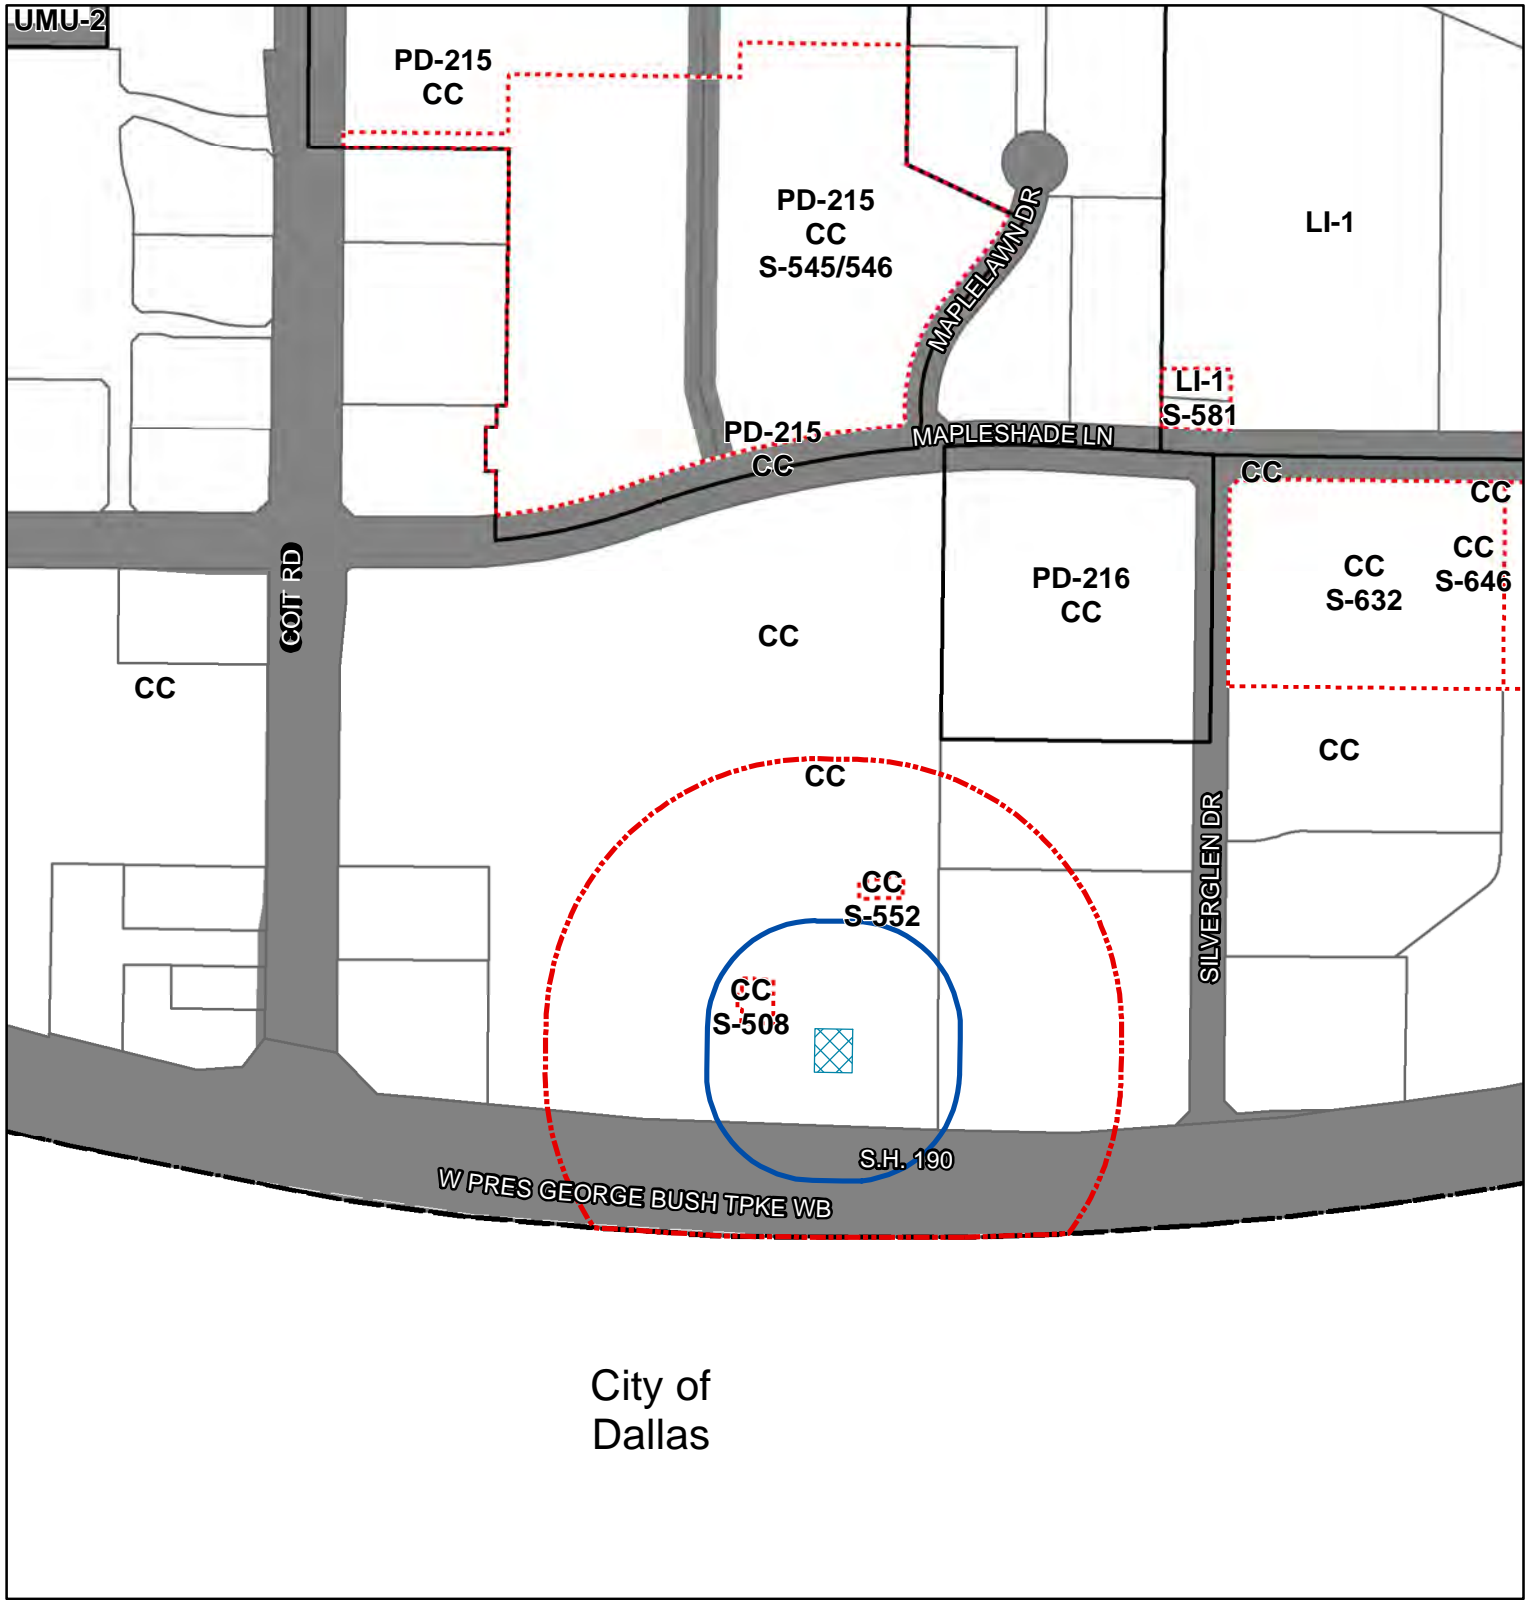 UMU-2
PD-215
CC
PD-215
CC
S-545/546
MAPLELAWN DR
LI-1
LI-1
S-581
PD-215
CC
MAPLESHADE LN
CC
CC
COIT RD
PD-216
CC
CC
S-632
CC
S-646
CC
CC
CC
CC
SILVERGLEN DR
CC
S-552
CC
S-508
S.H. 190
W PRES GEORGE BUSH TPKE WB
City of
Dallas